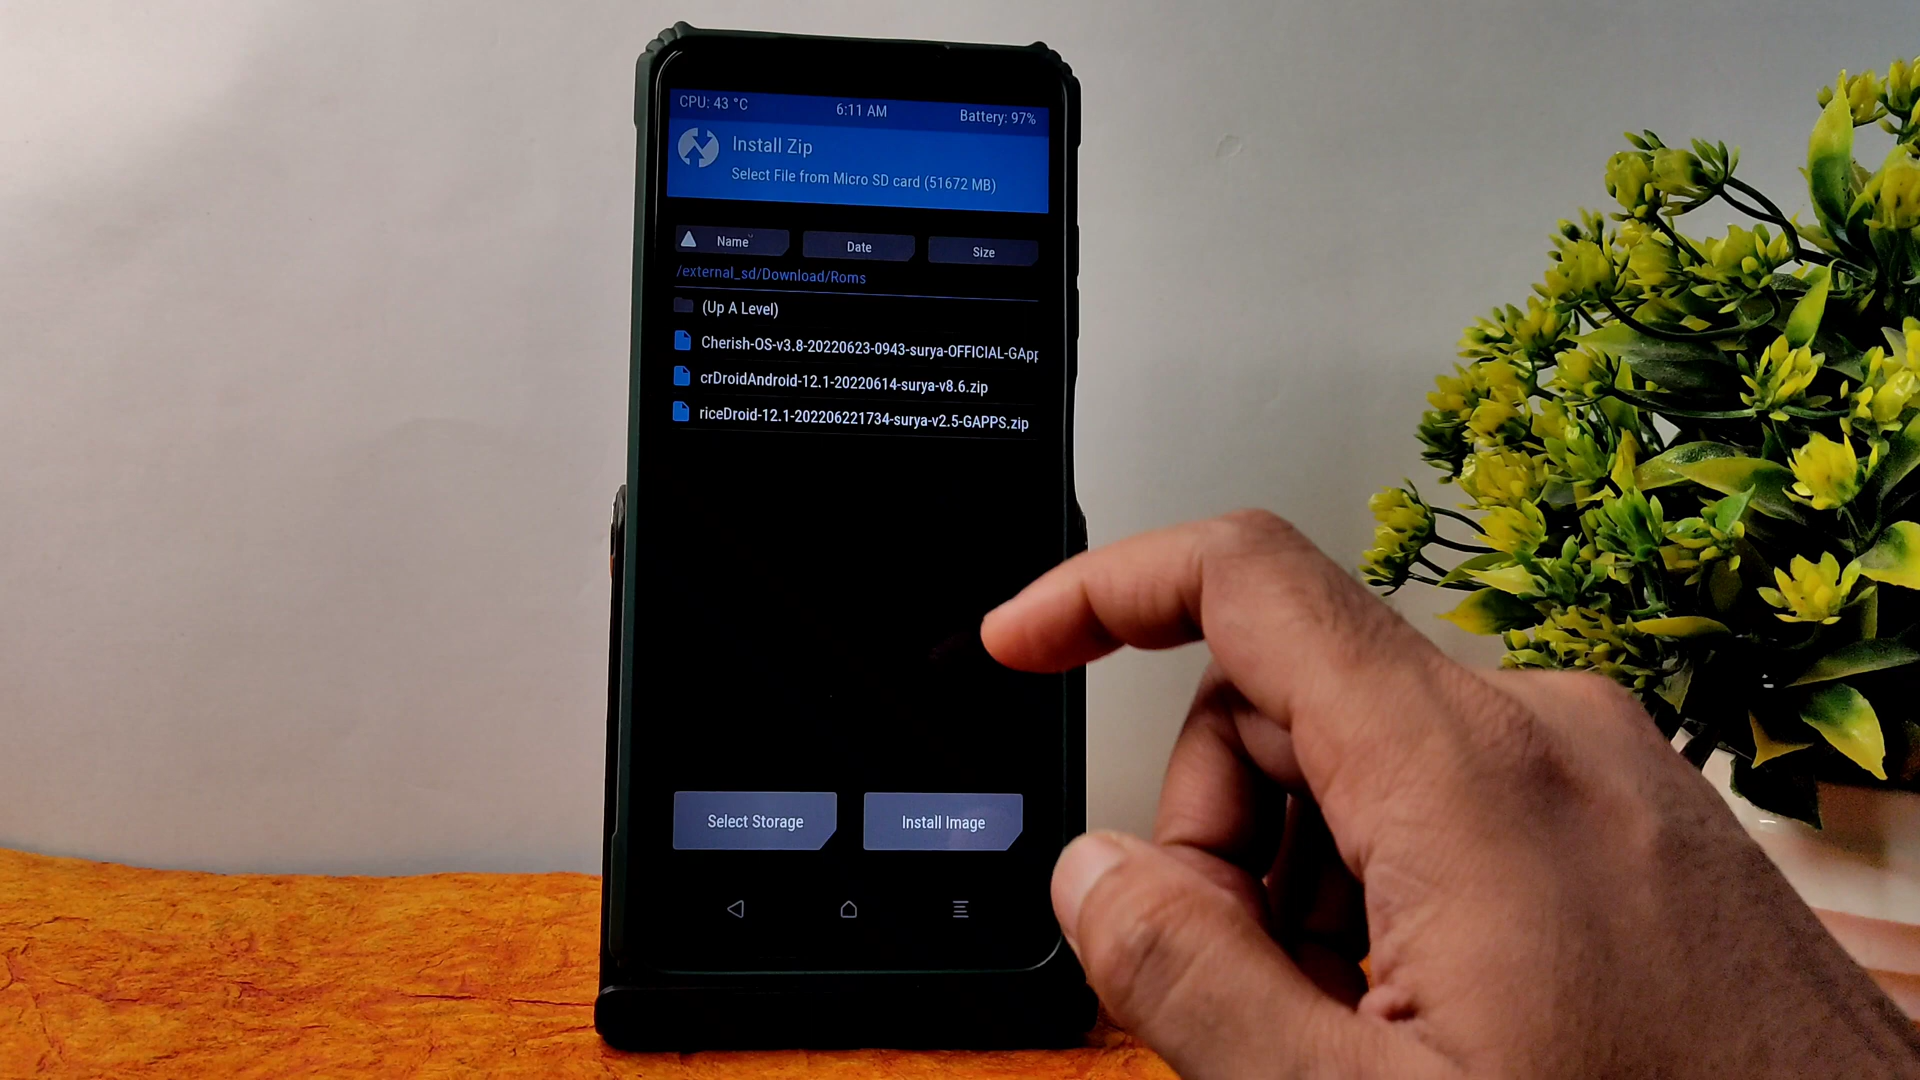 CPU: 43 °C 6:11 AM Battery: 97%
Install Zip
Select File from Micro SD card (51672 MB)
Name Date Size
/external_sd/Download/Roms
(Up A Level)
Cherish-OS-v3.8-20220623-0943-surya-OFFICIAL-GApp
crDroidAndroid-12.1-20220614-surya-v8.6.zip
riceDroid-12.1-202206221734-surya-v2.5-GAPPS.zip
Select Storage Install Image